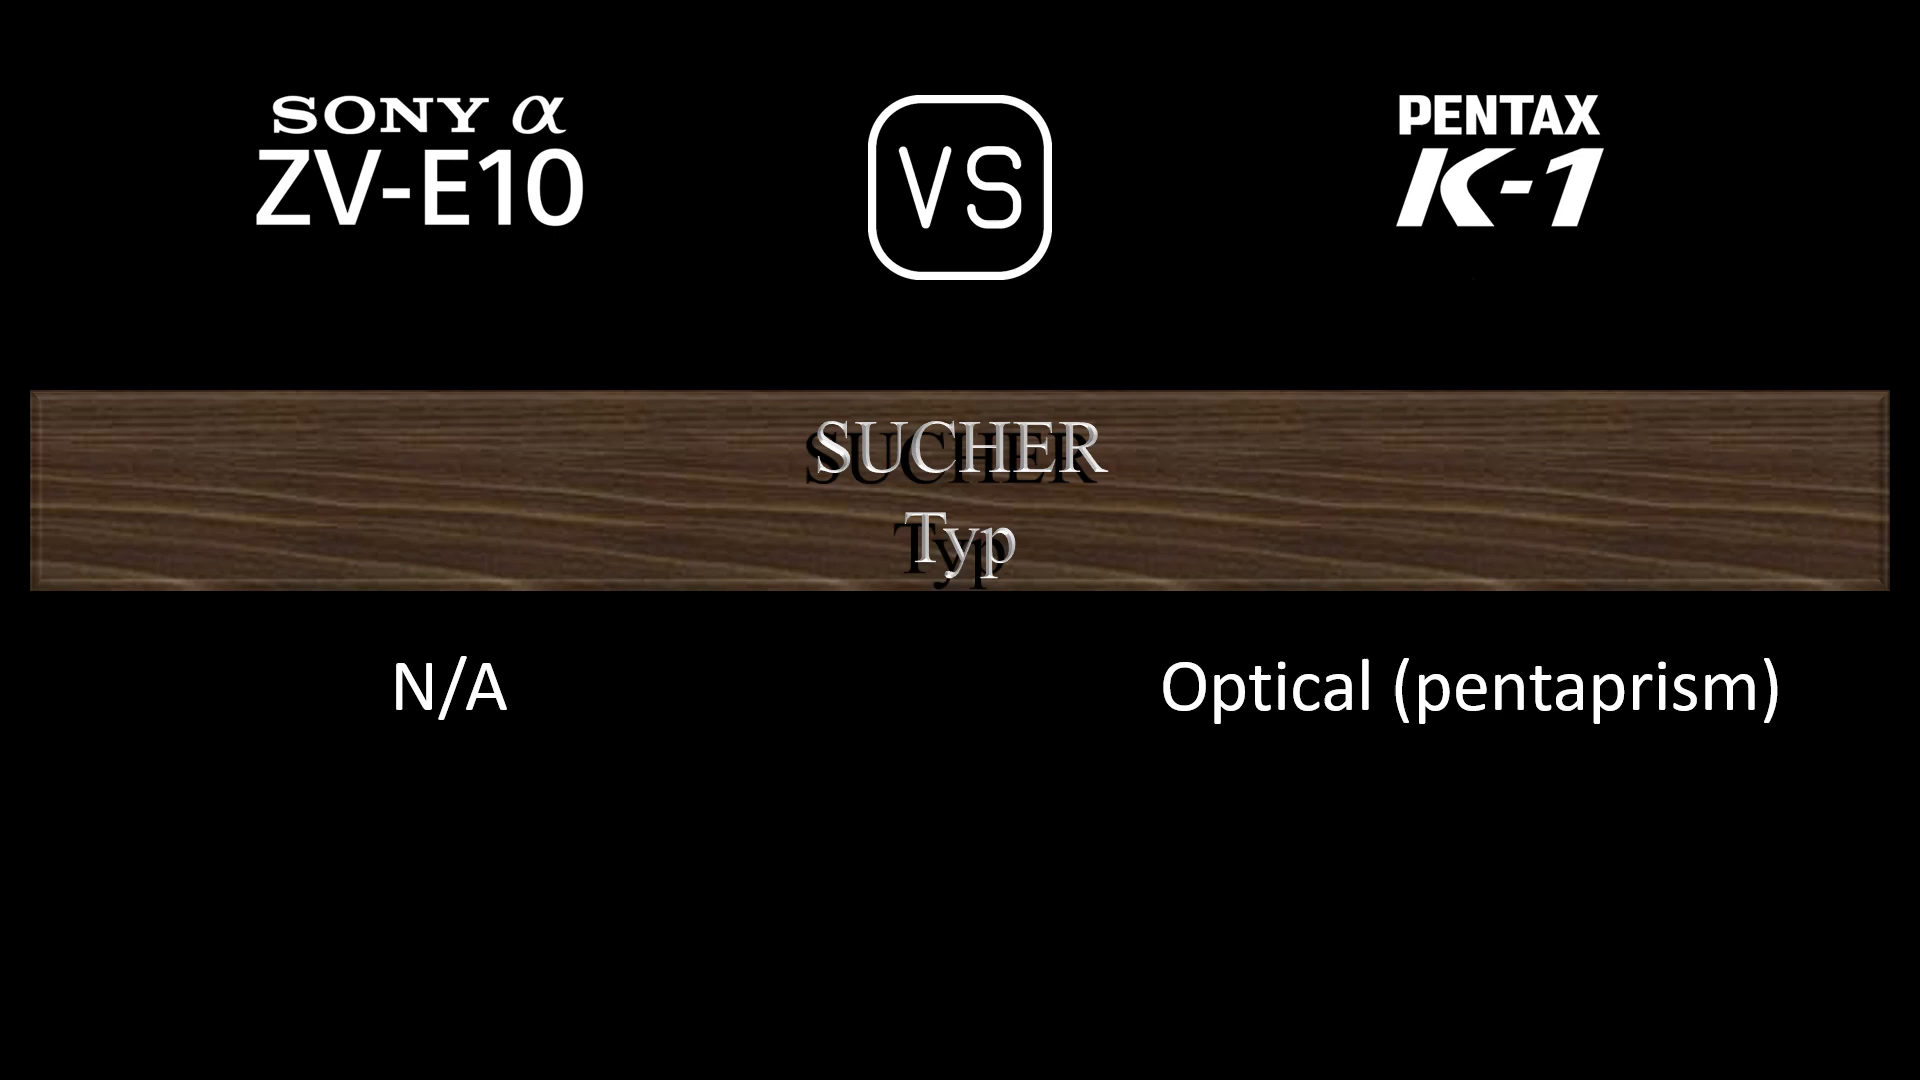 SONY α
ZV-E10
VS
PENTAX
K-1
SUCHER
Typ
N/A
Optical (pentaprism)